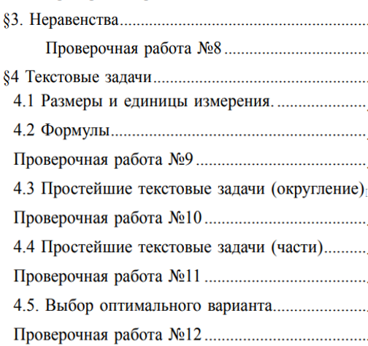 §3. Неравенства
Проверочная работа №8
§4 Текстовые задачи
4.1 Размеры и единицы измерения.
4.2 Формулы
Проверочная работа №9
4.3 Простейшие текстовые задачи (округление)
Проверочная работа №10
4.4 Простейшие текстовые задачи (части)
Проверочная работа №11
4.5. Выбор оптимального варианта
Проверочная работа №12